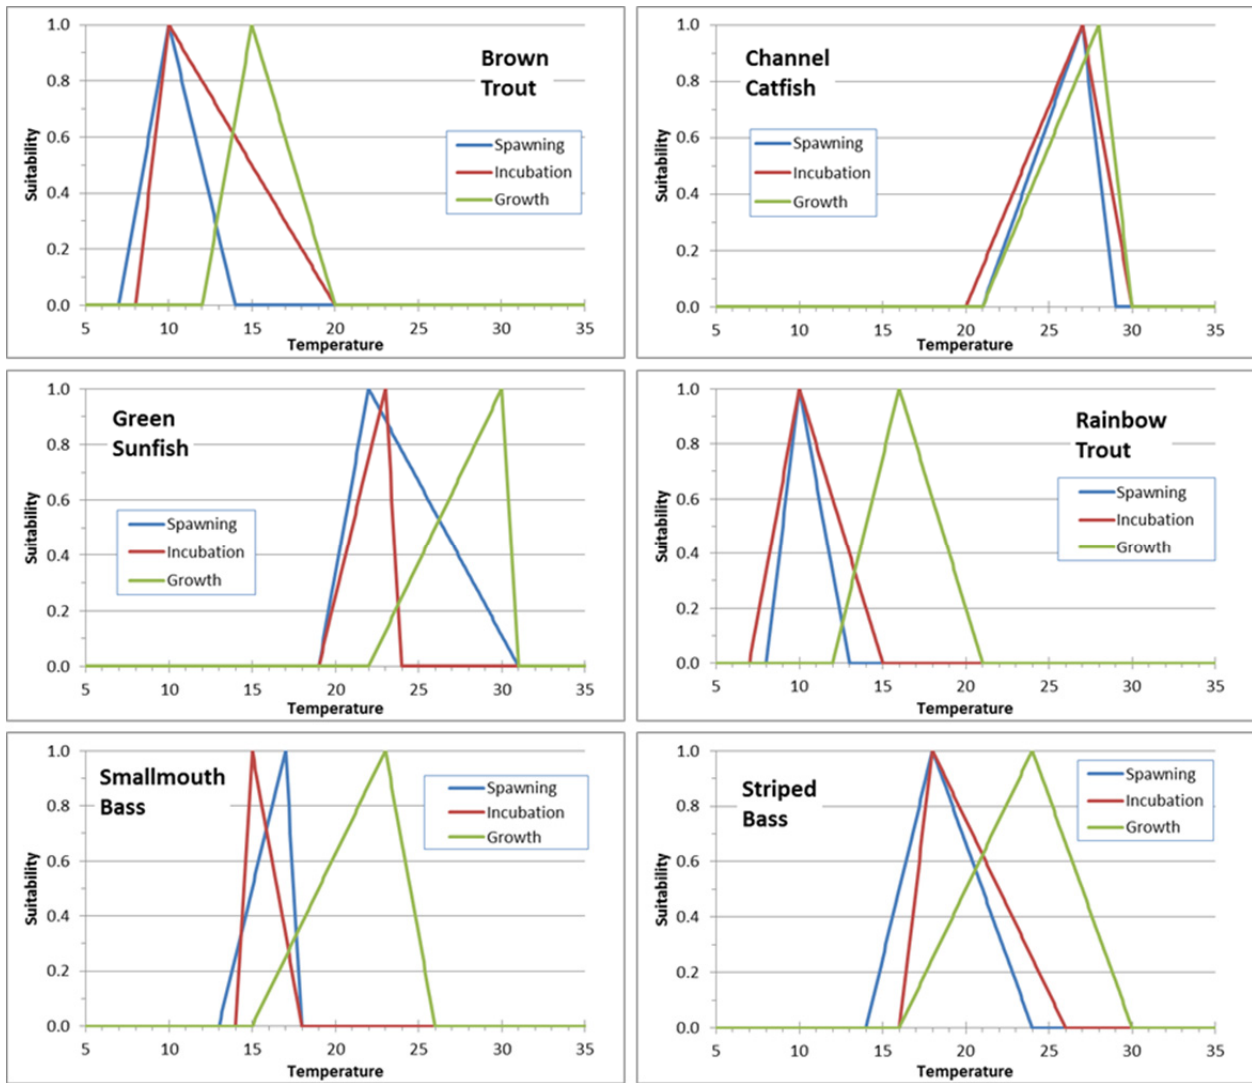 Brown
Trout
Suitability
1.0
0.8
0.6
0.4
0.2
0.0
Spawning
Incubation
Growth
5 10 15 20 25 30 35
Temperature
Channel
Catfish
Suitability
1.0
0.8
0.6
0.4
0.2
0.0
Spawning
Incubation
Growth
5 10 15 20 25 30 35
Temperature
Green
Sunfish
Suitability
1.0
0.8
0.6
0.4
0.2
0.0
Spawning
Incubation
Growth
5 10 15 20 25 30 35
Temperature
Rainbow
Trout
Suitability
1.0
0.8
0.6
0.4
0.2
0.0
Spawning
Incubation
Growth
5 10 15 20 25 30 35
Temperature
Smallmouth
Bass
Suitability
1.0
0.8
0.6
0.4
0.2
0.0
Spawning
Incubation
Growth
5 10 15 20 25 30 35
Temperature
Striped
Bass
Suitability
1.0
0.8
0.6
0.4
0.2
0.0
Spawning
Incubation
Growth
5 10 15 20 25 30 35
Temperature